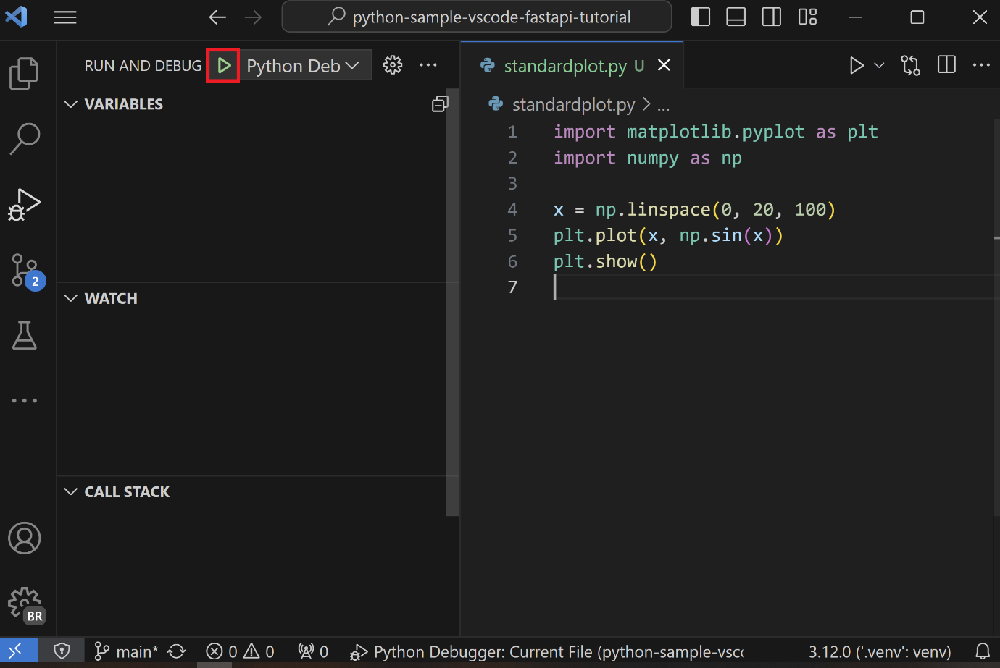 python-sample-vscode-fastapi-tutorial
RUN AND DEBUG Python Deb
VARIABLES
WATCH
CALL STACK
2
BR
standardplot.py U
standardplot.py > ...
1 import matplotlib.pyplot as plt
2 import numpy as np
3
4 x = np.linspace(0, 20, 100)
5 plt.plot(x, np.sin(x))
6 plt.show()
7
main* 0 0 0 Python Debugger: Current File (python-sample-vsco 3.12.0 ('.venv': venv)